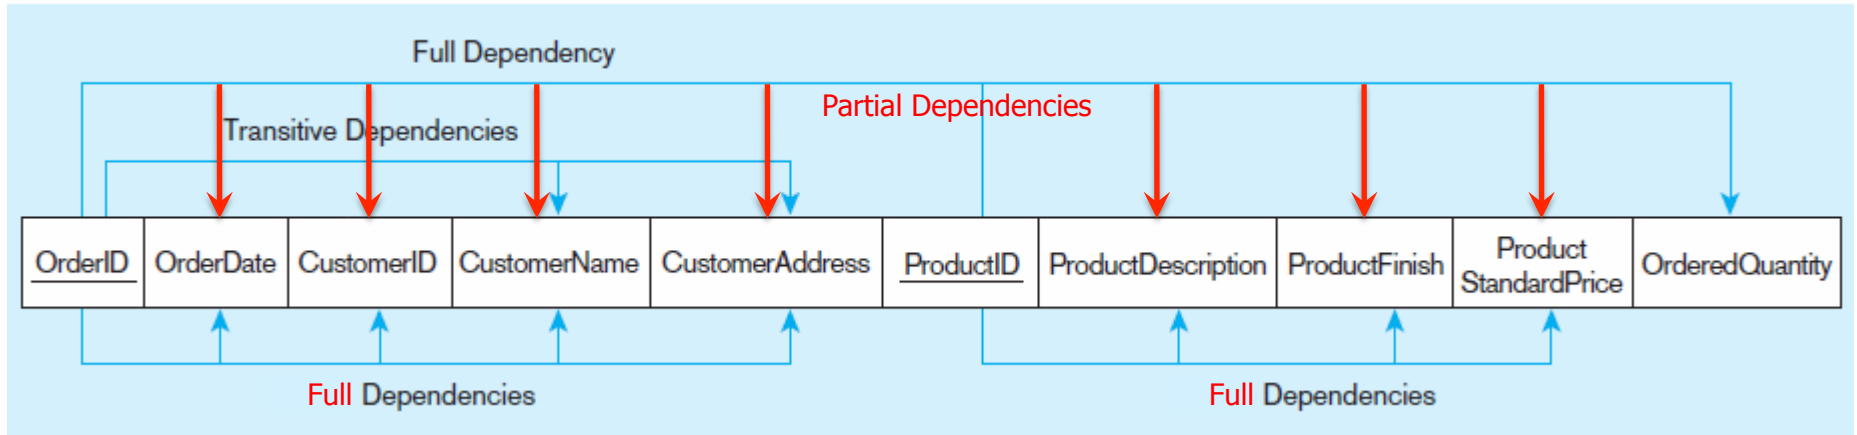 Full Dependency
Partial Dependencies
Transitive Dependencies
OrderID OrderDate CustomerID CustomerName CustomerAddress ProductID ProductDescription ProductFinish Product StandardPrice OrderedQuantity
Full Dependencies
Full Dependencies